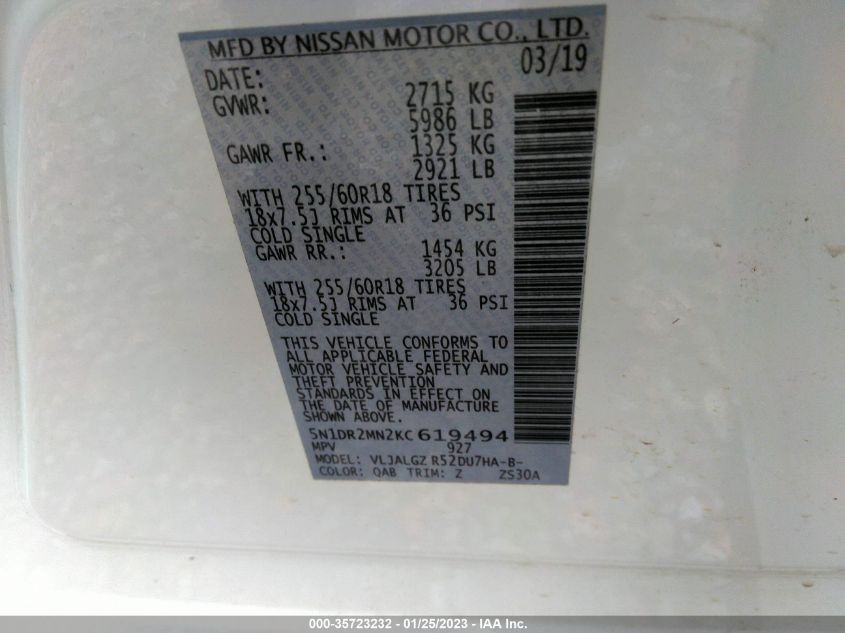 MFD BY NISSAN MOTOR CO., LTD.
DATE: 03/19
GVWR: 2715 KG
5986 LB
GAWR FR.: 1325 KG
2921 LB
WITH 255/60R18 TIRES
18x7.5J RIMS AT 36 PSI
COLD SINGLE
GAWR RR.: 1454 KG
3205 LB
WITH 255/60R18 TIRES
18x7.5J RIMS AT 36 PSI
COLD SINGLE
THIS VEHICLE CONFORMS TO
ALL APPLICABLE FEDERAL
MOTOR VEHICLE SAFETY AND
THEFT PREVENTION
STANDARDS IN EFFECT ON
THE DATE OF MANUFACTURE
SHOWN ABOVE.
5N1DR2MN2KC619494
MPV 927
MODEL: VLJALGZ R52DU7HA-B-
COLOR: QAB TRIM: Z ZS30A
000-35723232 - 01/25/2023 - IAA Inc.